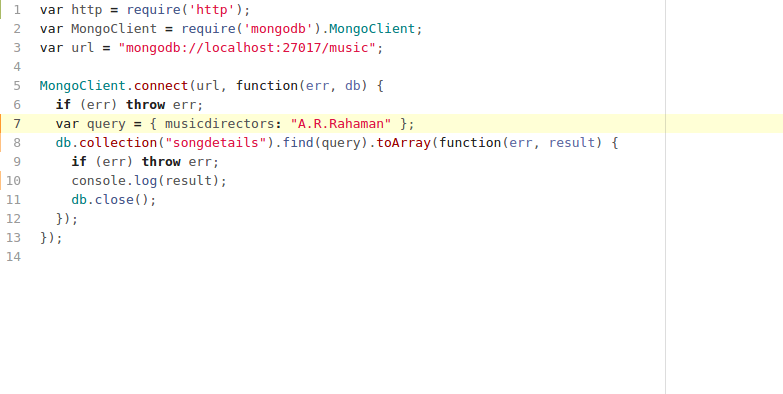 1 var http = require('http');
2 var MongoClient = require('mongodb').MongoClient;
3 var url = "mongodb://localhost:27017/music";
4
5 MongoClient.connect(url, function(err, db) {
6   if (err) throw err;
7   var query = { musicdirectors: "A.R.Rahaman" };
8   db.collection("songdetails").find(query).toArray(function(err, result) {
9     if (err) throw err;
10     console.log(result);
11     db.close();
12   });
13 });
14